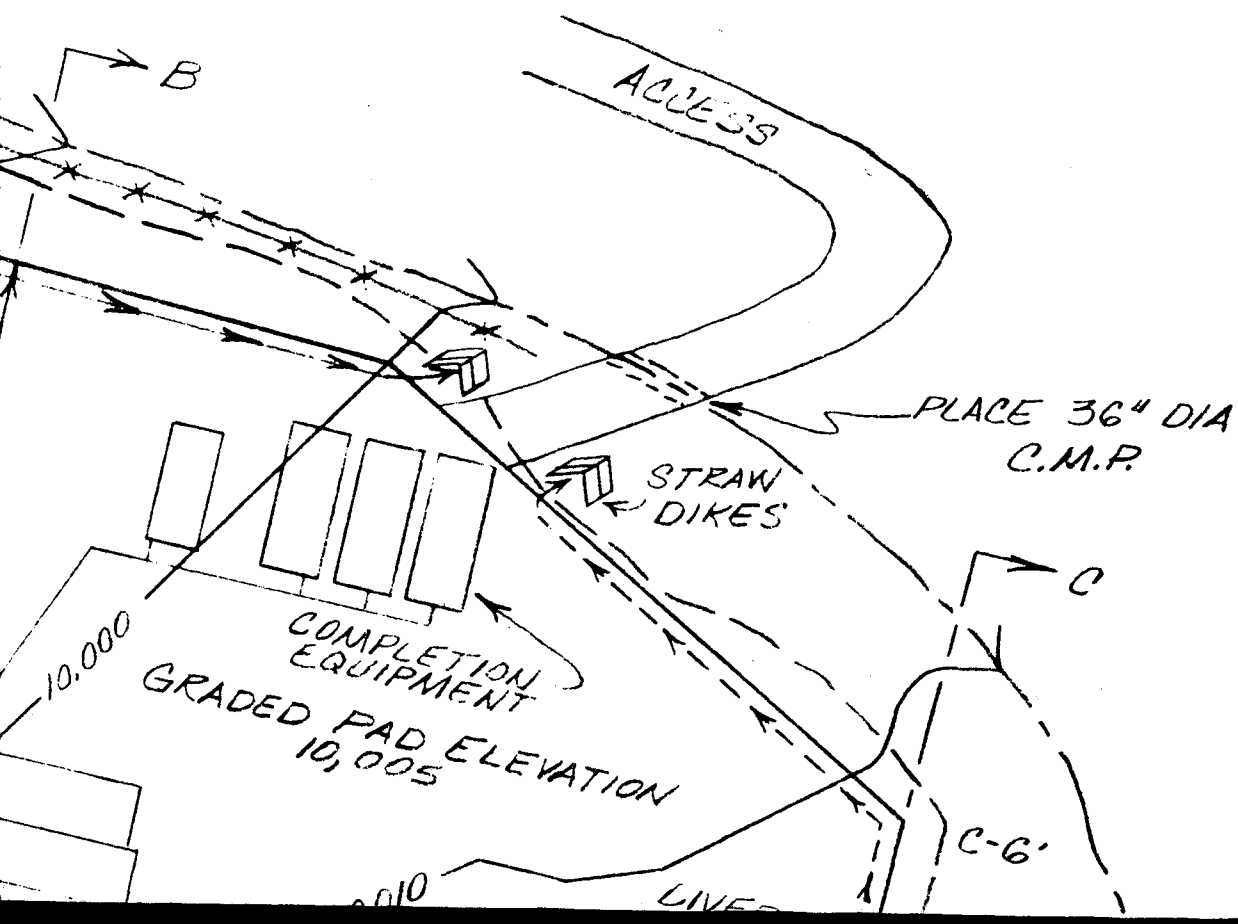 B
ACCESS
PLACE 36" DIA
C.M.P.
STRAW
DIKES
C
COMPLETION
EQUIPMENT
10,000
GRADED PAD ELEVATION
10,005
C-6'